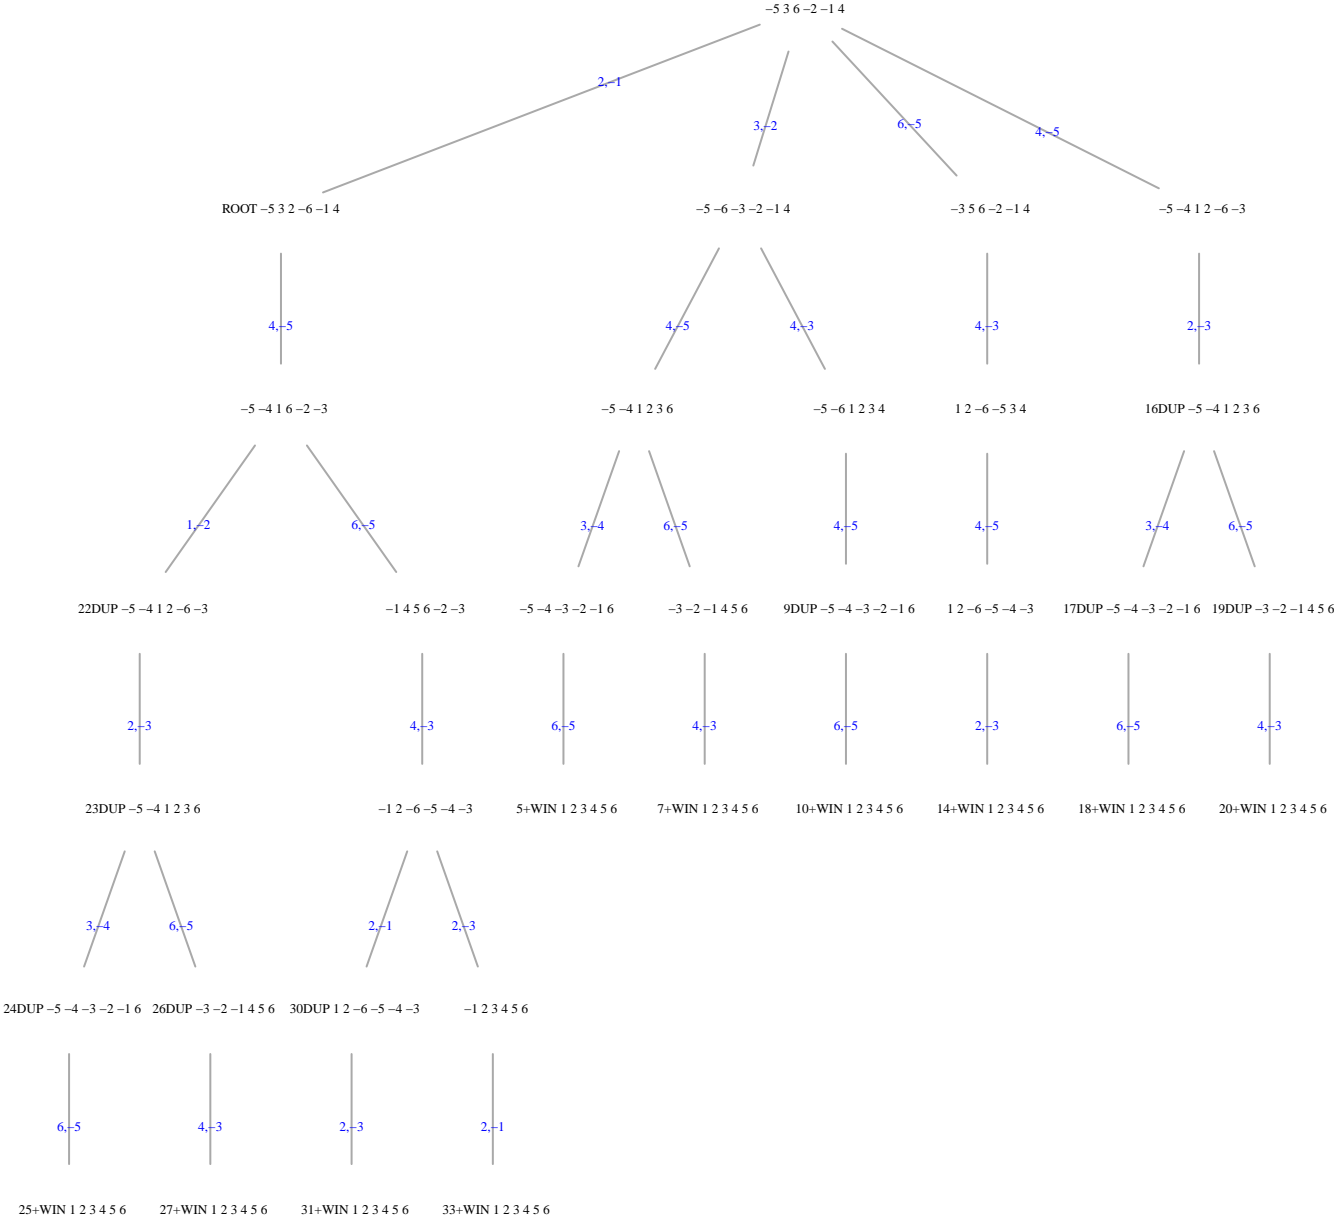 −5 3 6 −2 −1 4
2,−1
3,−2
6,−5
4,−5
ROOT −5 3 2 −6 −1 4
−5 −6 −3 −2 −1 4
−3 5 6 −2 −1 4
−5 −4 1 2 −6 −3
4,−5
4,−5
4,−3
4,−3
2,−3
−5 −4 1 6 −2 −3
−5 −4 1 2 3 6
−5 −6 1 2 3 4
1 2 −6 −5 3 4
16DUP −5 −4 1 2 3 6
1,−2
6,−5
3,−4
6,−5
4,−5
4,−5
3,−4
6,−5
22DUP −5 −4 1 2 −6 −3
−1 4 5 6 −2 −3
−5 −4 −3 −2 −1 6
−3 −2 −1 4 5 6
9DUP −5 −4 −3 −2 −1 6
1 2 −6 −5 −4 −3
17DUP −5 −4 −3 −2 −1 6
19DUP −3 −2 −1 4 5 6
2,−3
4,−3
6,−5
4,−3
6,−5
2,−3
6,−5
4,−3
23DUP −5 −4 1 2 3 6
−1 2 −6 −5 −4 −3
5+WIN 1 2 3 4 5 6
7+WIN 1 2 3 4 5 6
10+WIN 1 2 3 4 5 6
14+WIN 1 2 3 4 5 6
18+WIN 1 2 3 4 5 6
20+WIN 1 2 3 4 5 6
3,−4
6,−5
2,−1
2,−3
24DUP −5 −4 −3 −2 −1 6
26DUP −3 −2 −1 4 5 6
30DUP 1 2 −6 −5 −4 −3
−1 2 3 4 5 6
6,−5
4,−3
2,−3
2,−1
25+WIN 1 2 3 4 5 6
27+WIN 1 2 3 4 5 6
31+WIN 1 2 3 4 5 6
33+WIN 1 2 3 4 5 6